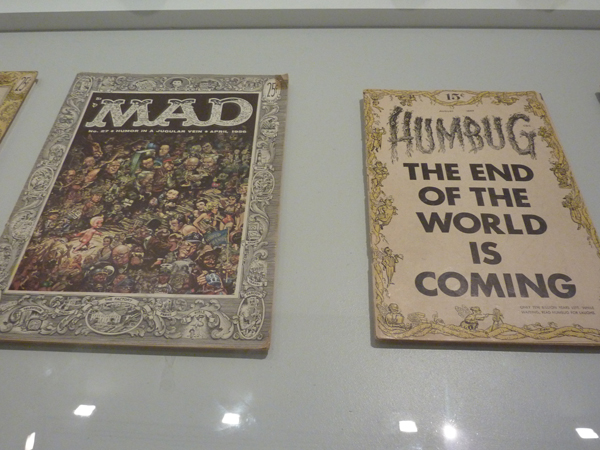 25¢
MAD
No. 27 • HUMOR IN A JUGULAR VEIN • APRIL 1956
15¢
HUMBUG
THE END
OF THE
WORLD
IS
COMING